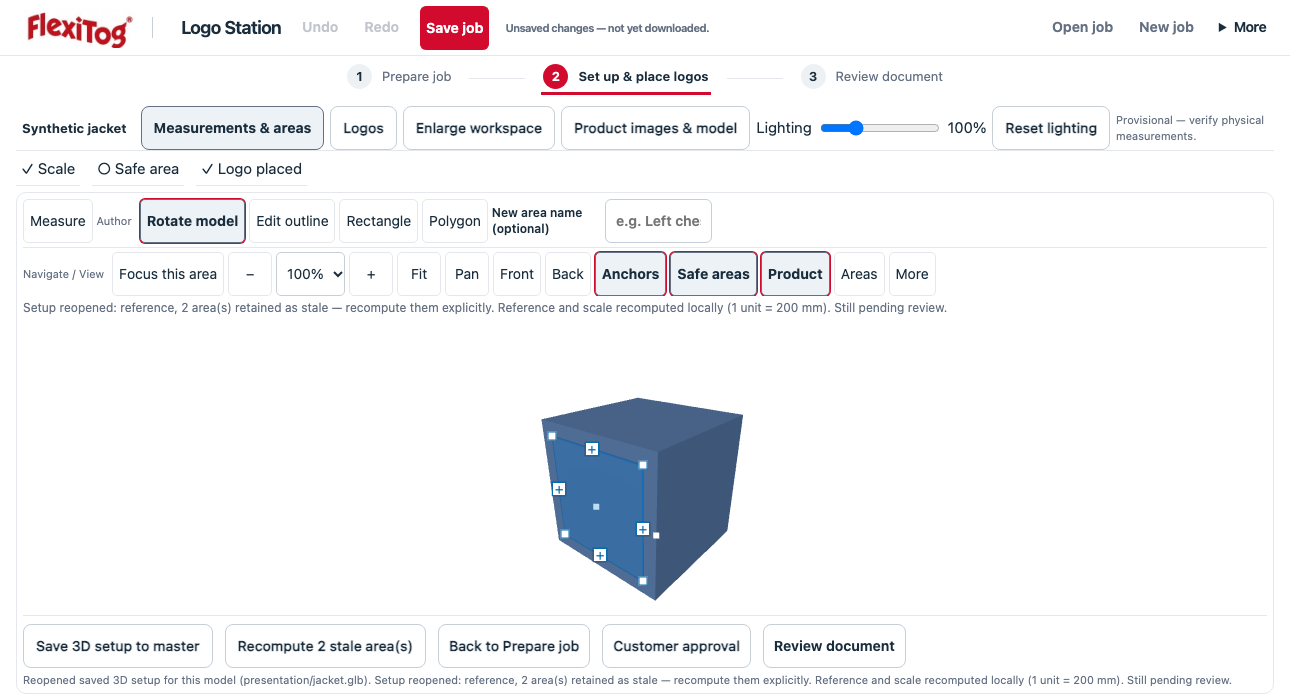 FlexiTog® Logo Station Undo Redo Save job Unsaved changes — not yet downloaded. Open job New job ▶ More
1 Prepare job 2 Set up & place logos 3 Review document
Synthetic jacket Measurements & areas Logos Enlarge workspace Product images & model Lighting 100% Reset lighting Provisional — verify physical
measurements.
✓ Scale Safe area ✓ Logo placed
Measure Author Rotate model Edit outline Rectangle Polygon New area name
(optional) e.g. Left che
Navigate / View Focus this area − 100% + Fit Pan Front Back Anchors Safe areas Product Areas More
Setup reopened: reference, 2 area(s) retained as stale — recompute them explicitly. Reference and scale recomputed locally (1 unit = 200 mm). Still pending review.
Save 3D setup to master Recompute 2 stale area(s) Back to Prepare job Customer approval Review document
Reopened saved 3D setup for this model (presentation/jacket.glb). Setup reopened: reference, 2 area(s) retained as stale — recompute them explicitly. Reference and scale recomputed locally (1 unit = 200 mm). Still pending review.